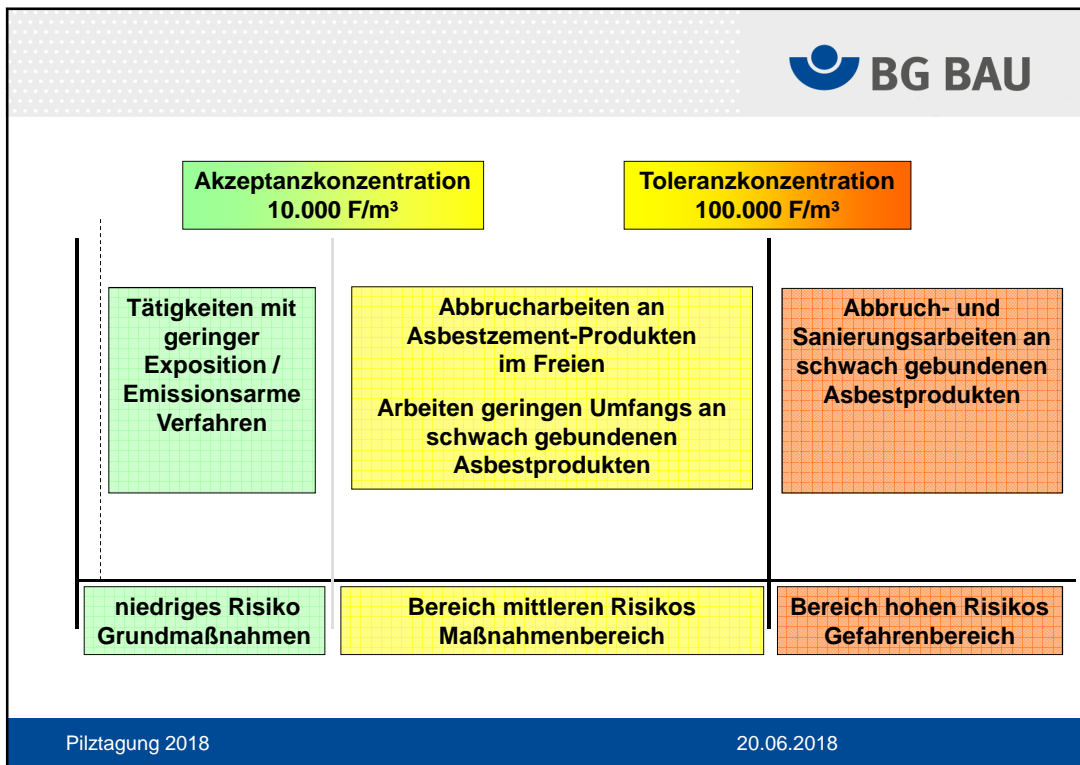 BG BAU
Akzeptanzkonzentration
10.000 F/m³
Toleranzkonzentration
100.000 F/m³
Tätigkeiten mit
geringer
Exposition /
Emissionsarme
Verfahren
Abbrucharbeiten an
Asbestzement-Produkten
im Freien
Arbeiten geringen Umfangs an
schwach gebundenen
Asbestprodukten
Abbruch- und
Sanierungsarbeiten an
schwach gebundenen
Asbestprodukten
niedriges Risiko
Grundmaßnahmen
Bereich mittleren Risikos
Maßnahmenbereich
Bereich hohen Risikos
Gefahrenbereich
Pilztagung 2018
20.06.2018